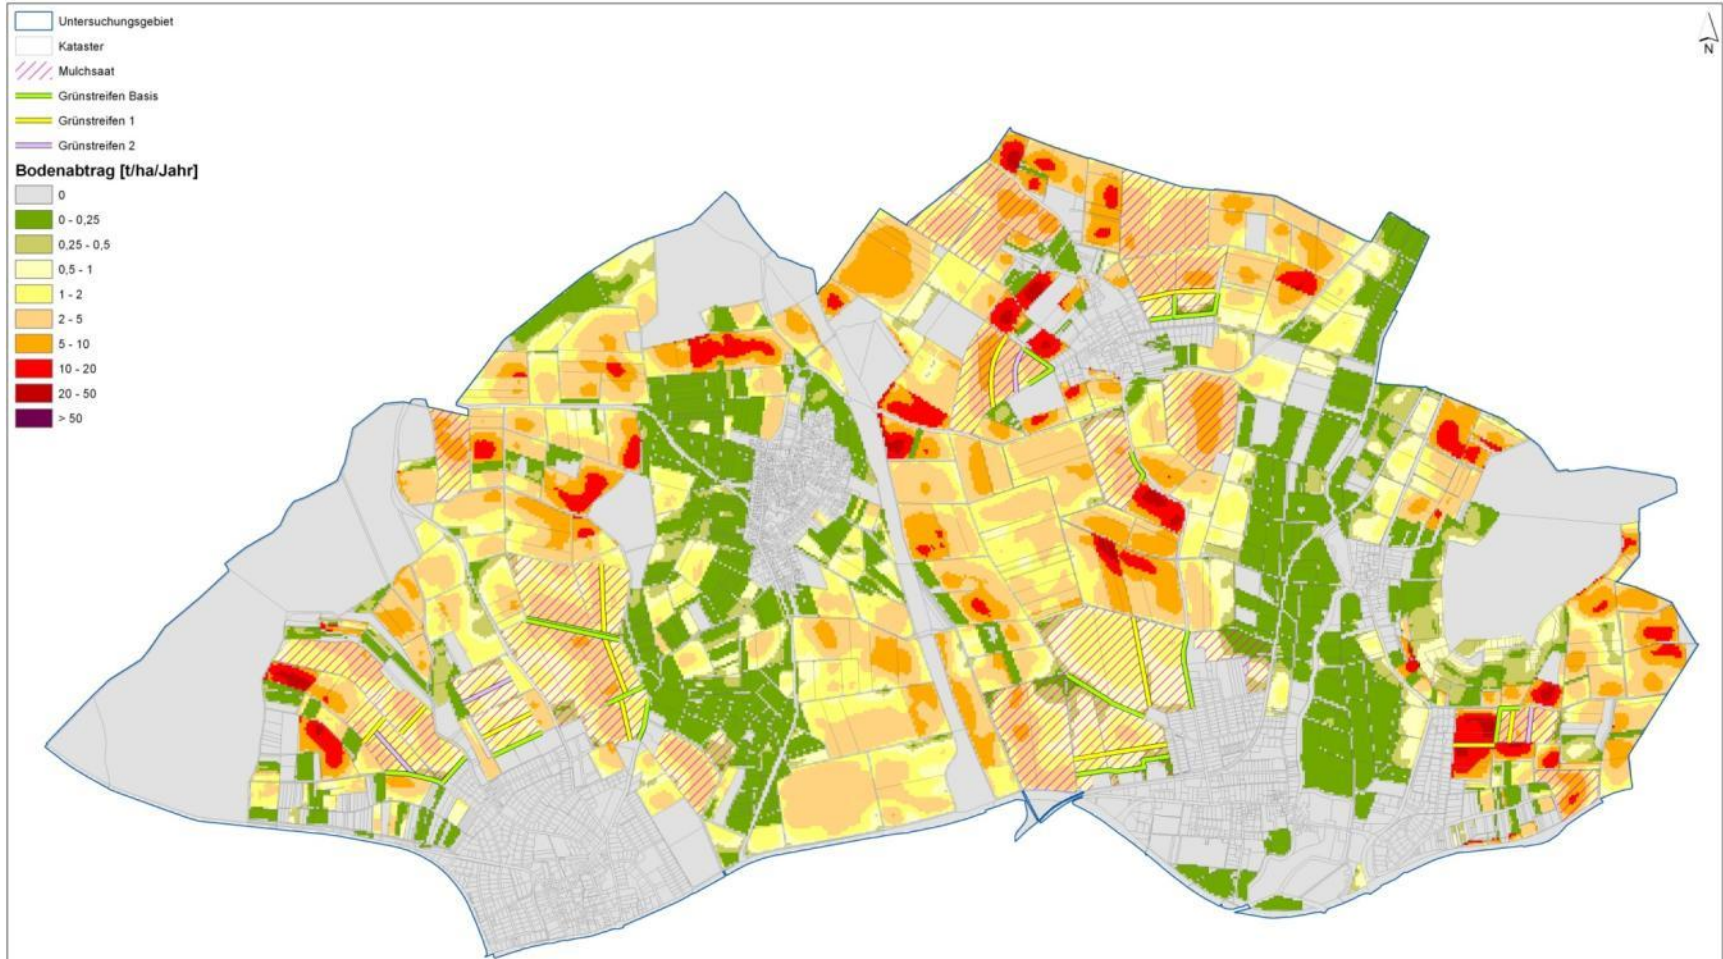 Untersuchungsgebiet
Kataster
Mulchsaat
Grünstreifen Basis
Grünstreifen 1
Grünstreifen 2
Bodenabtrag [t/ha/Jahr]
0
0 - 0,25
0,25 - 0,5
0,5 - 1
1 - 2
2 - 5
5 - 10
10 - 20
20 - 50
> 50
N